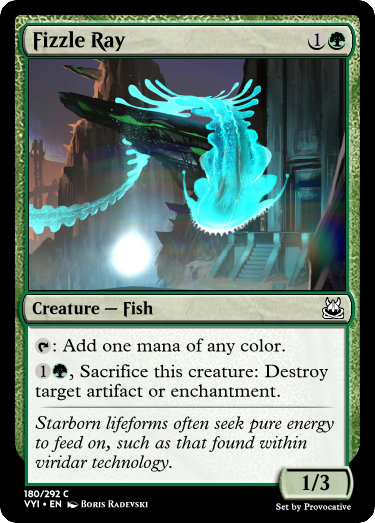 Fizzle Ray 1
Creature — Fish
: Add one mana of any color.
1, Sacrifice this creature: Destroy
target artifact or enchantment.
Starborn lifeforms often seek pure energy
to feed on, such as that found within
viridar technology.
1/3
180/292 C
VYI • EN Boris Radevski
Set by Provocative